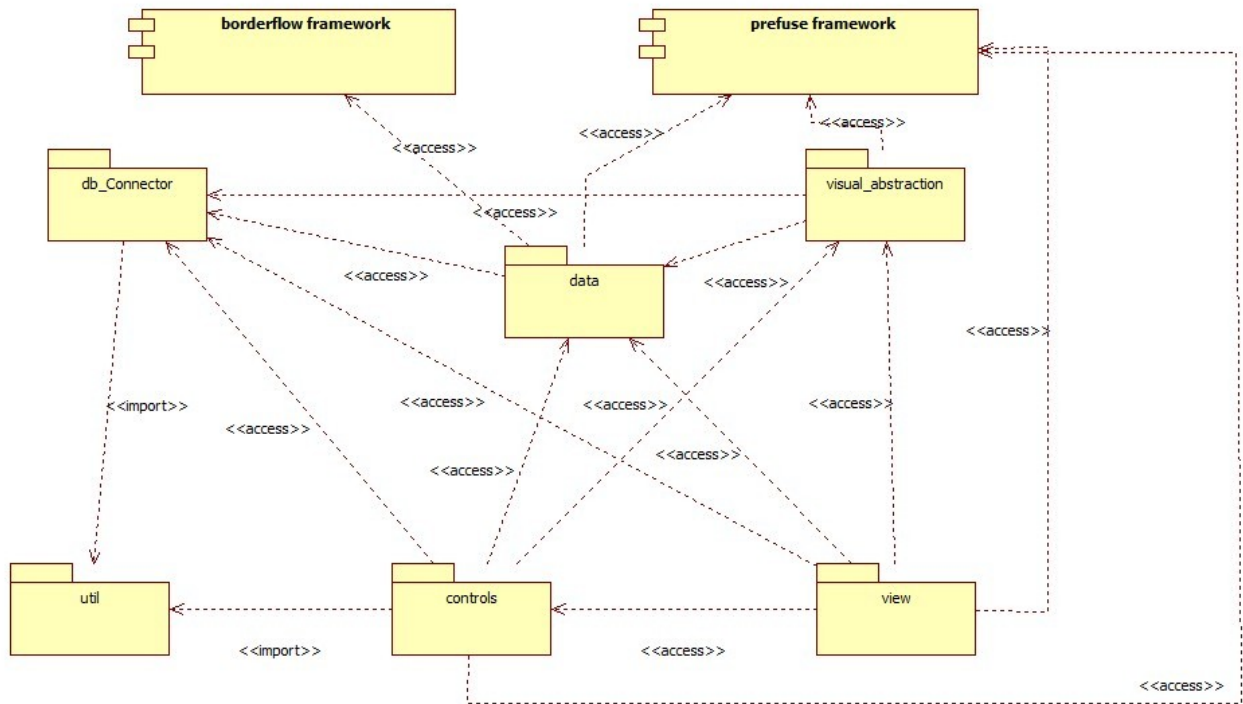 borderflow framework
prefuse framework
<<access>>
<<access>>
<<access>>
db_Connector
visual_abstraction
<<access>>
<<access>>
data
<<access>>
<<access>>
<<import>>
<<access>>
<<access>>
<<access>>
<<access>>
<<access>>
<<access>>
util
controls
view
<<import>>
<<access>>
<<access>>